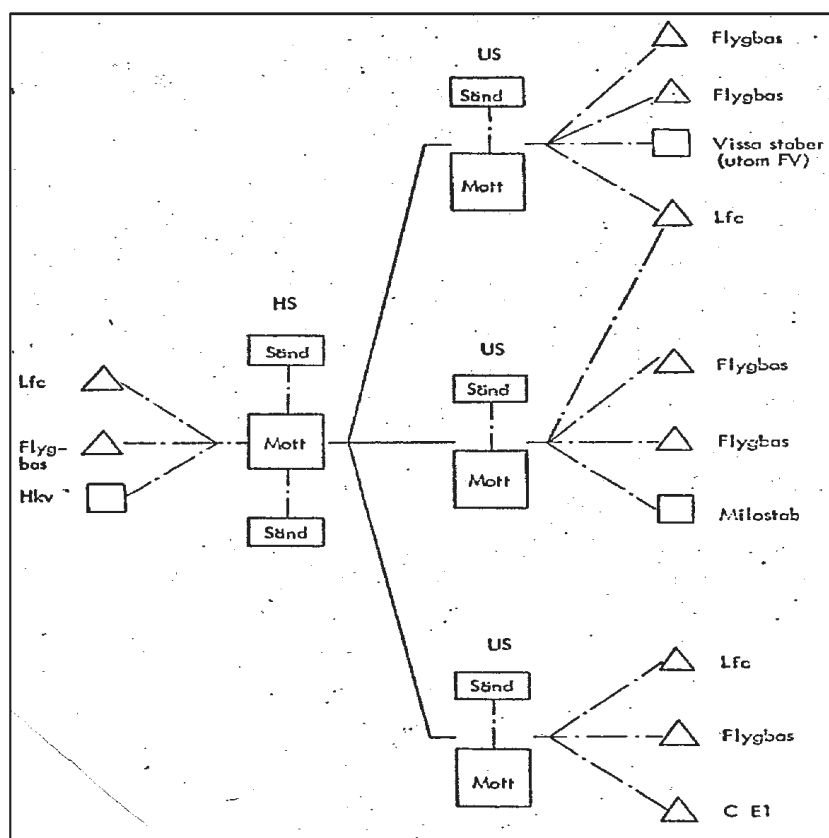 US
Sänd
Mott
Flygbas
Flygbas
Vissa staber
(utom FV)
Lfc
HS
Sänd
Mott
Sänd
Lfc
Flyg-
bas
Hkv
US
Sänd
Mott
Flygbas
Flygbas
Milostab
US
Sänd
Mott
Lfc
Flygbas
C E1